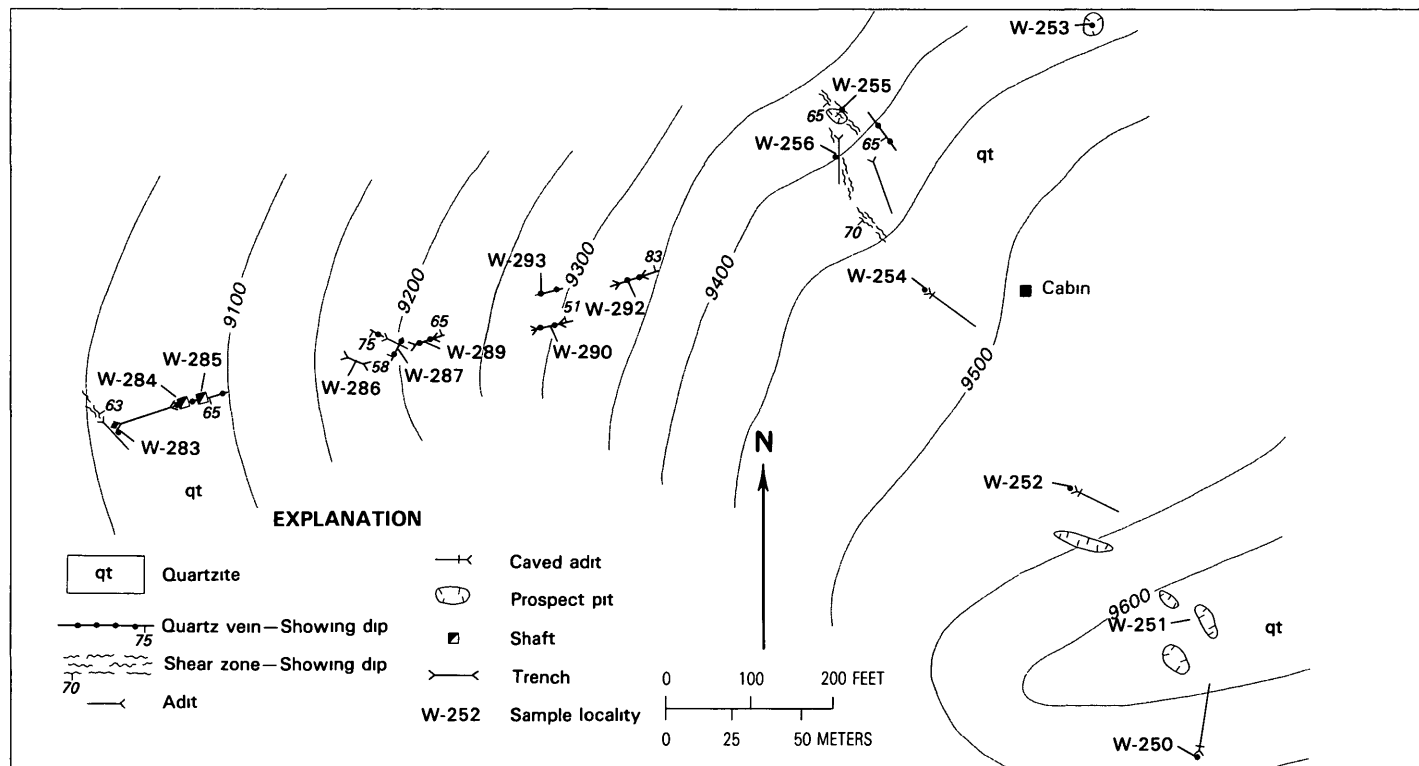 W-253
W-255
65
W-256
65
qt
70
W-254
Cabin
W-293
9300
83
9400
W-292
51
W-290
9200
65
75
W-289
58
W-287
W-286
9100
W-285
W-284
63
65
W-283
qt
9500
N
W-252
9600
W-251
qt
W-250
EXPLANATION
qt Quartzite
75 Quartz vein—Showing dip
70 Shear zone—Showing dip
Adit
Caved adit
Prospect pit
Shaft
Trench
W-252 Sample locality
0 100 200 FEET
0 25 50 METERS